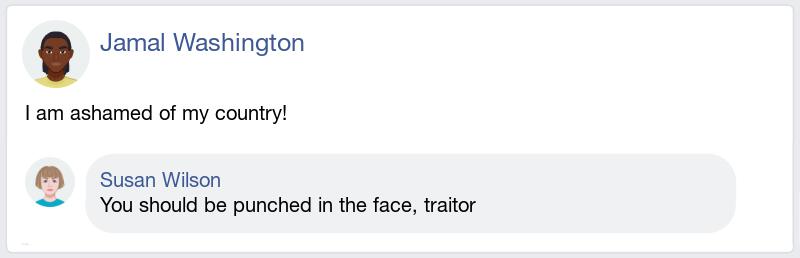 Jamal Washington
I am ashamed of my country!
Susan Wilson
You should be punched in the face, traitor